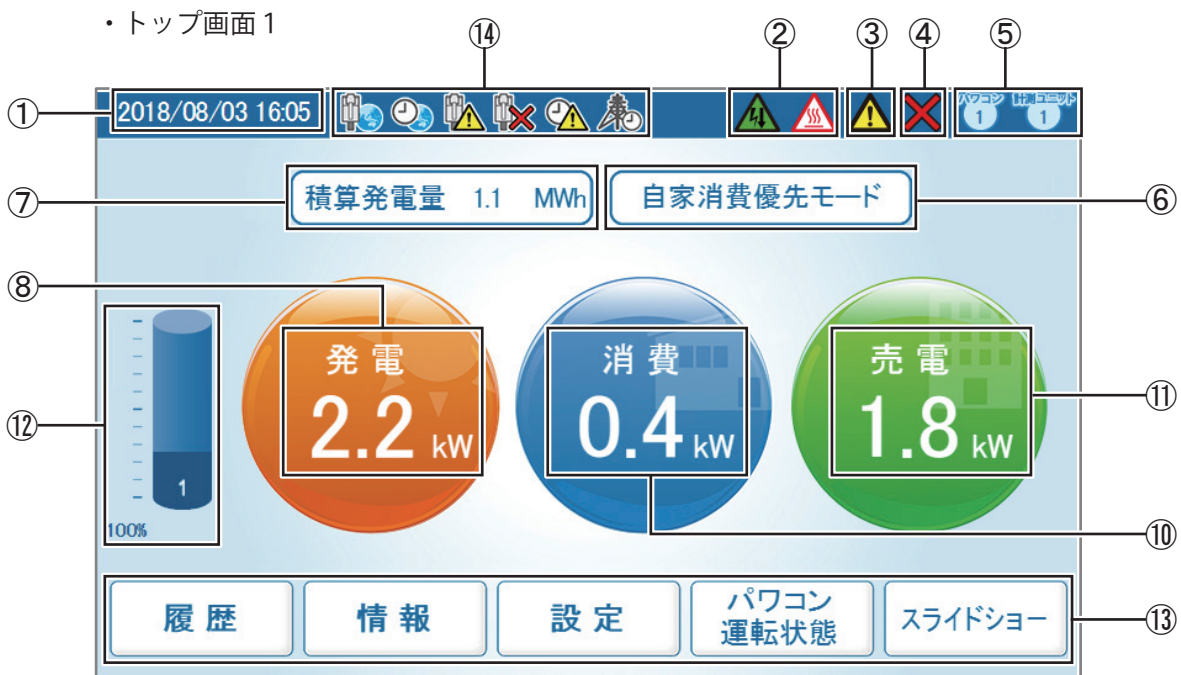 ・トップ画面1
⑭
②
③
④
⑤
①
2018/08/03 16:05
パワコン
1
計測ユニット
1
⑦
積算発電量 1.1 MWh
自家消費優先モード
⑥
⑧
発電
2.2 kW
消費
0.4 kW
売電
1.8 kW
⑪
⑫
1
100%
⑩
履歴
情報
設定
パワコン
運転状態
スライドショー
⑬